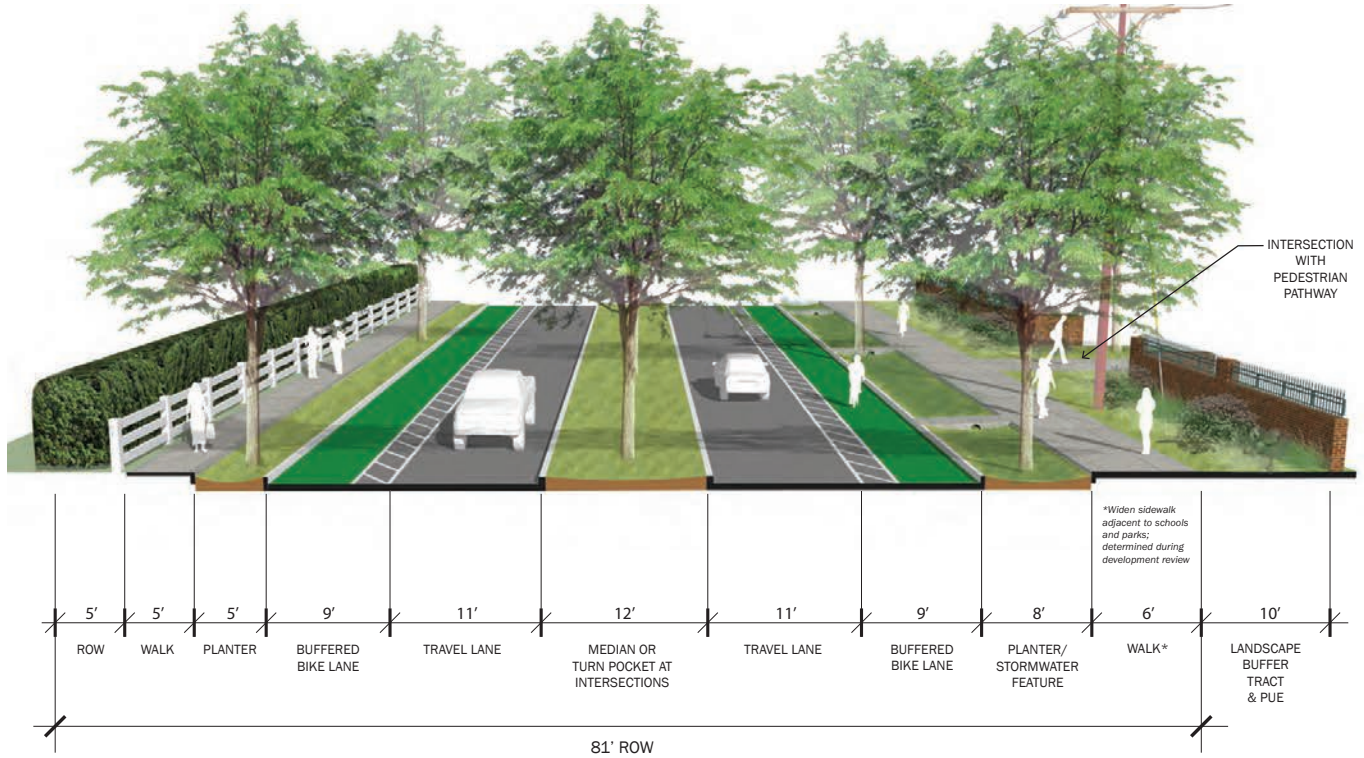 INTERSECTION
WITH
PEDESTRIAN
PATHWAY
*Widen sidewalk
adjacent to schools
and parks;
determined during
development review
5’
5’
5’
9’
11’
12’
11’
9’
8’
6’
10’
ROW
WALK
PLANTER
BUFFERED
BIKE LANE
TRAVEL LANE
MEDIAN OR
TURN POCKET AT
INTERSECTIONS
TRAVEL LANE
BUFFERED
BIKE LANE
PLANTER/
STORMWATER
FEATURE
WALK*
LANDSCAPE
BUFFER
TRACT
& PUE
81’ ROW